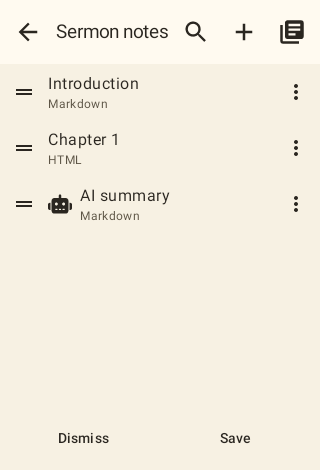 Sermon notes
Introduction
Markdown
Chapter 1
HTML
AI summary
Markdown
Dismiss
Save